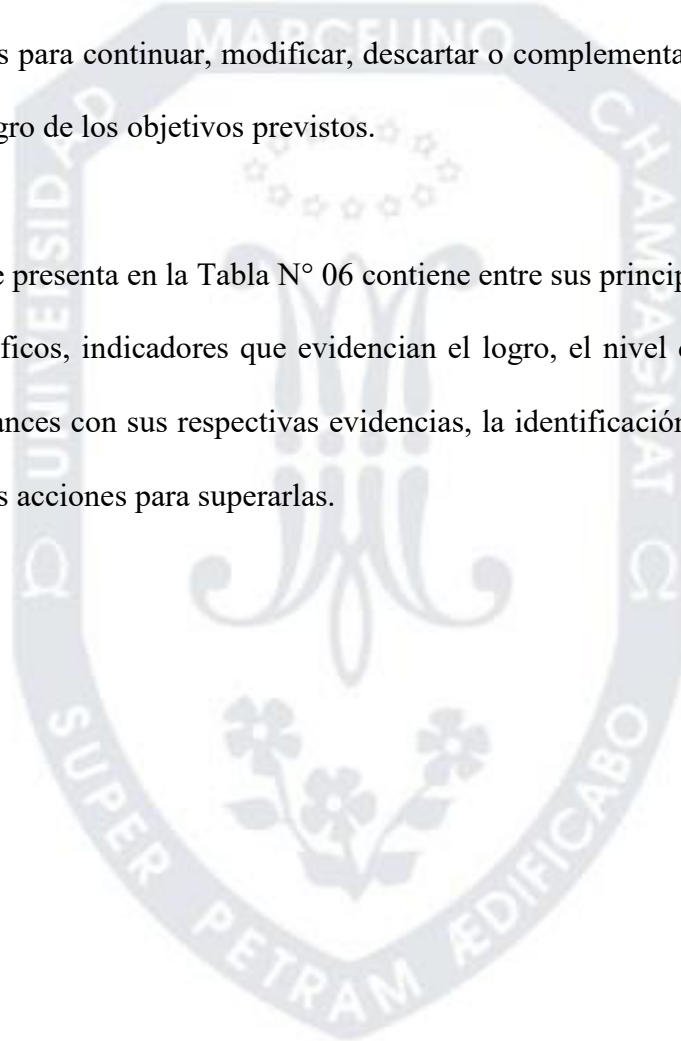 s para continuar, modificar, descartar o complementa
gro de los objetivos previstos.
e presenta en la Tabla N° 06 contiene entre sus princip
ficos, indicadores que evidencian el logro, el nivel
ances con sus respectivas evidencias, la identificación
s acciones para superarlas.
UNIVERSIDAD MARCELINO CHAMPAGNAT
Ω Ω
SUPER PETRAM ÆDIFICABO